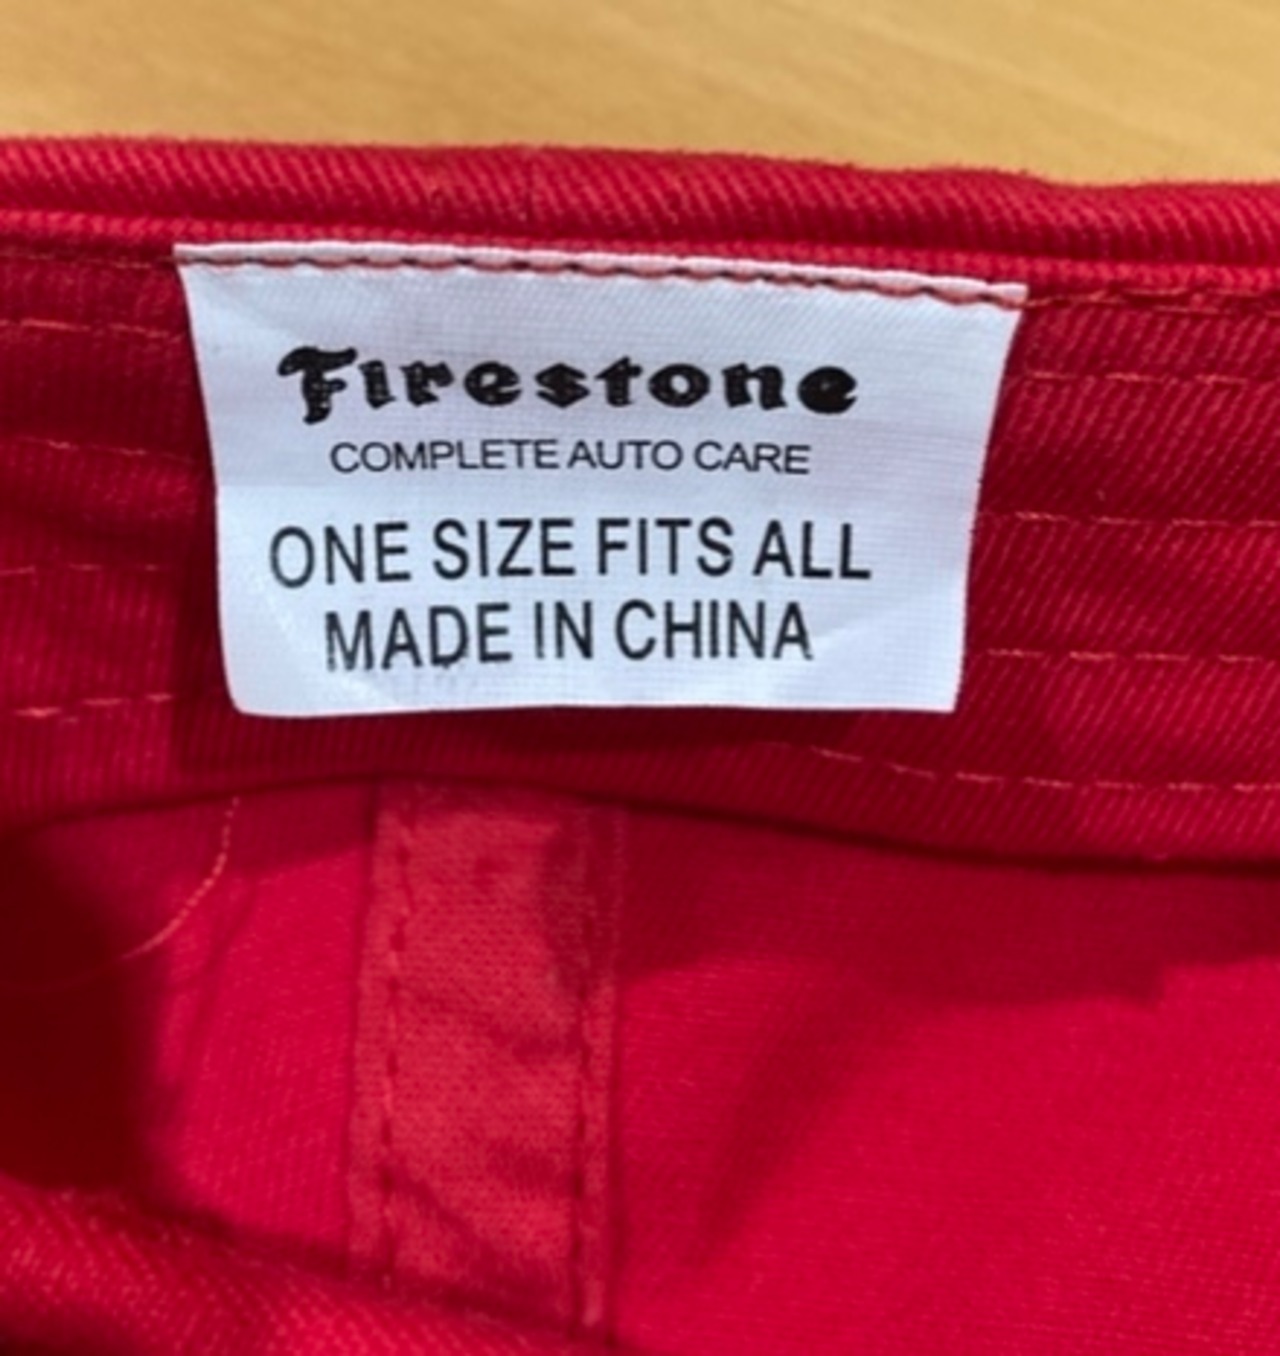 Firestone
COMPLETE AUTO CARE
ONE SIZE FITS ALL
MADE IN CHINA